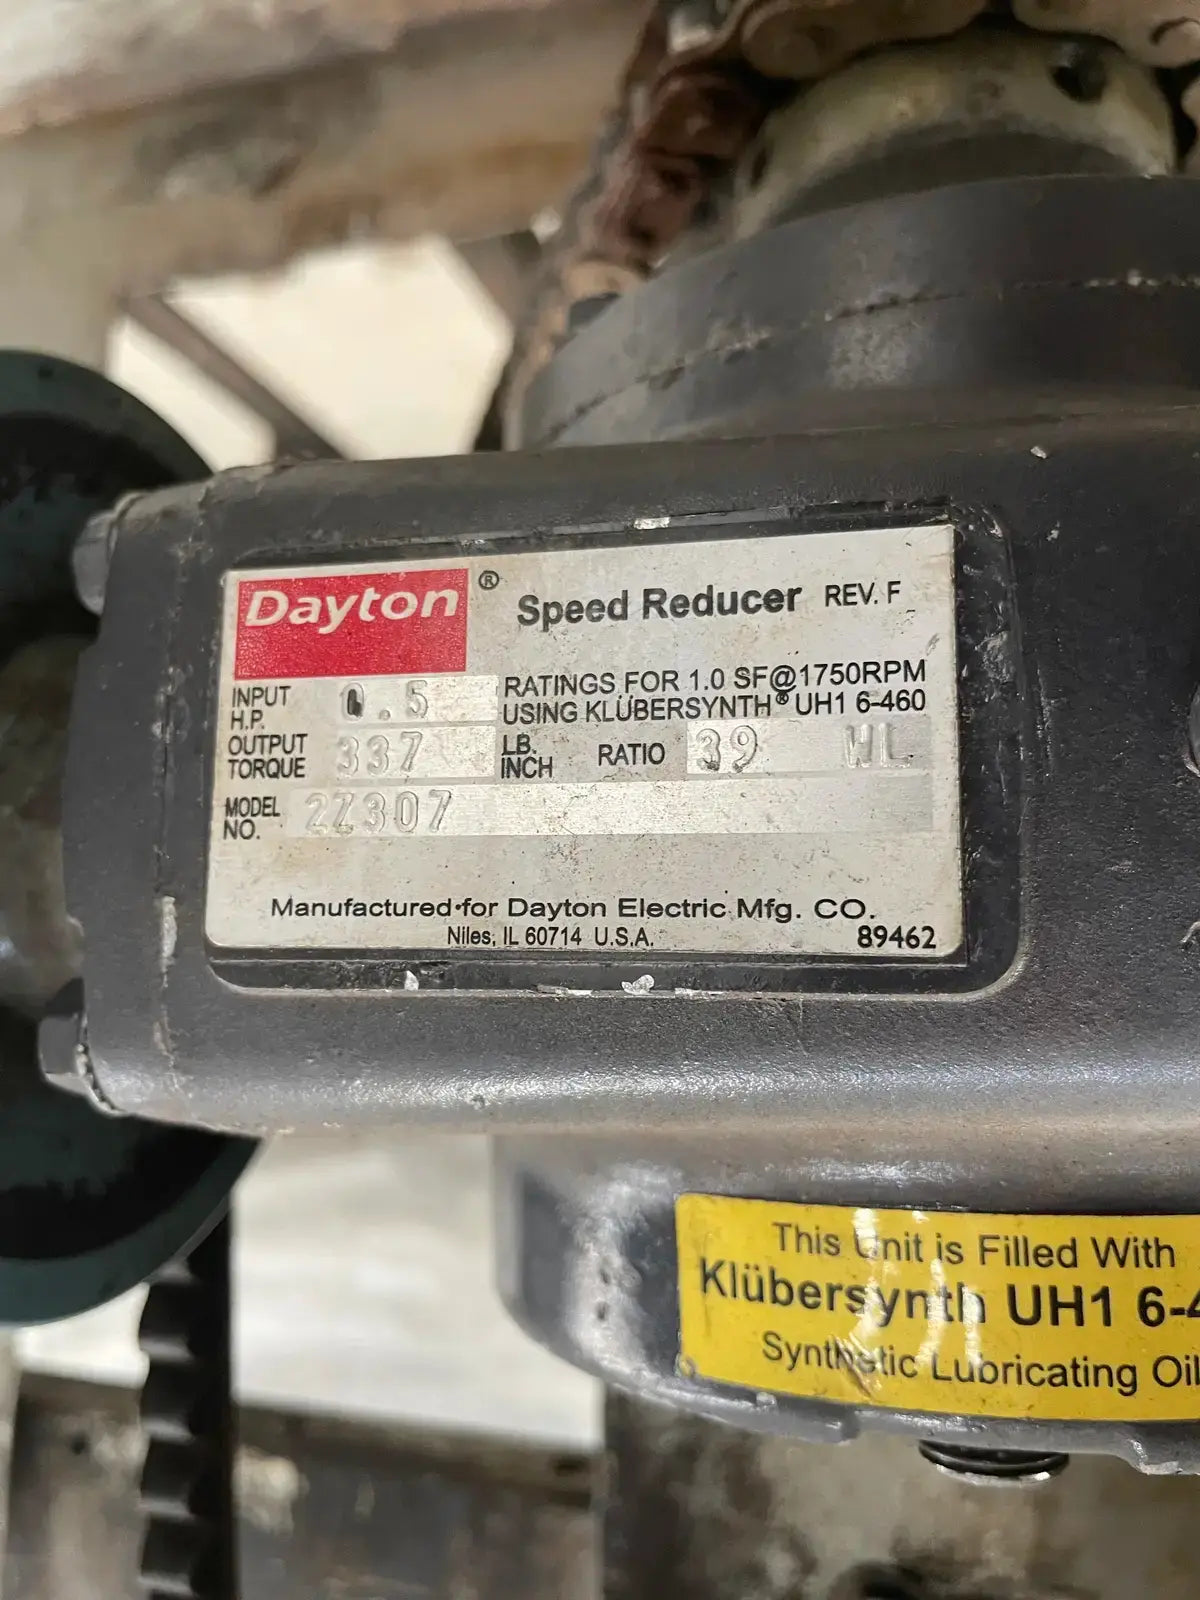 Dayton®
Speed Reducer REV. F
INPUT H.P. 0.5
RATINGS FOR 1.0 SF@1750RPM
USING KLÜBERSYNTH® UH1 6-460
OUTPUT TORQUE 337 LB. INCH RATIO 39 WL
MODEL NO. 2Z307
Manufactured for Dayton Electric Mfg. CO.
Niles, IL 60714 U.S.A. 89462
This Unit is Filled With
Klübersynth UH1 6-4
Synthetic Lubricating Oil